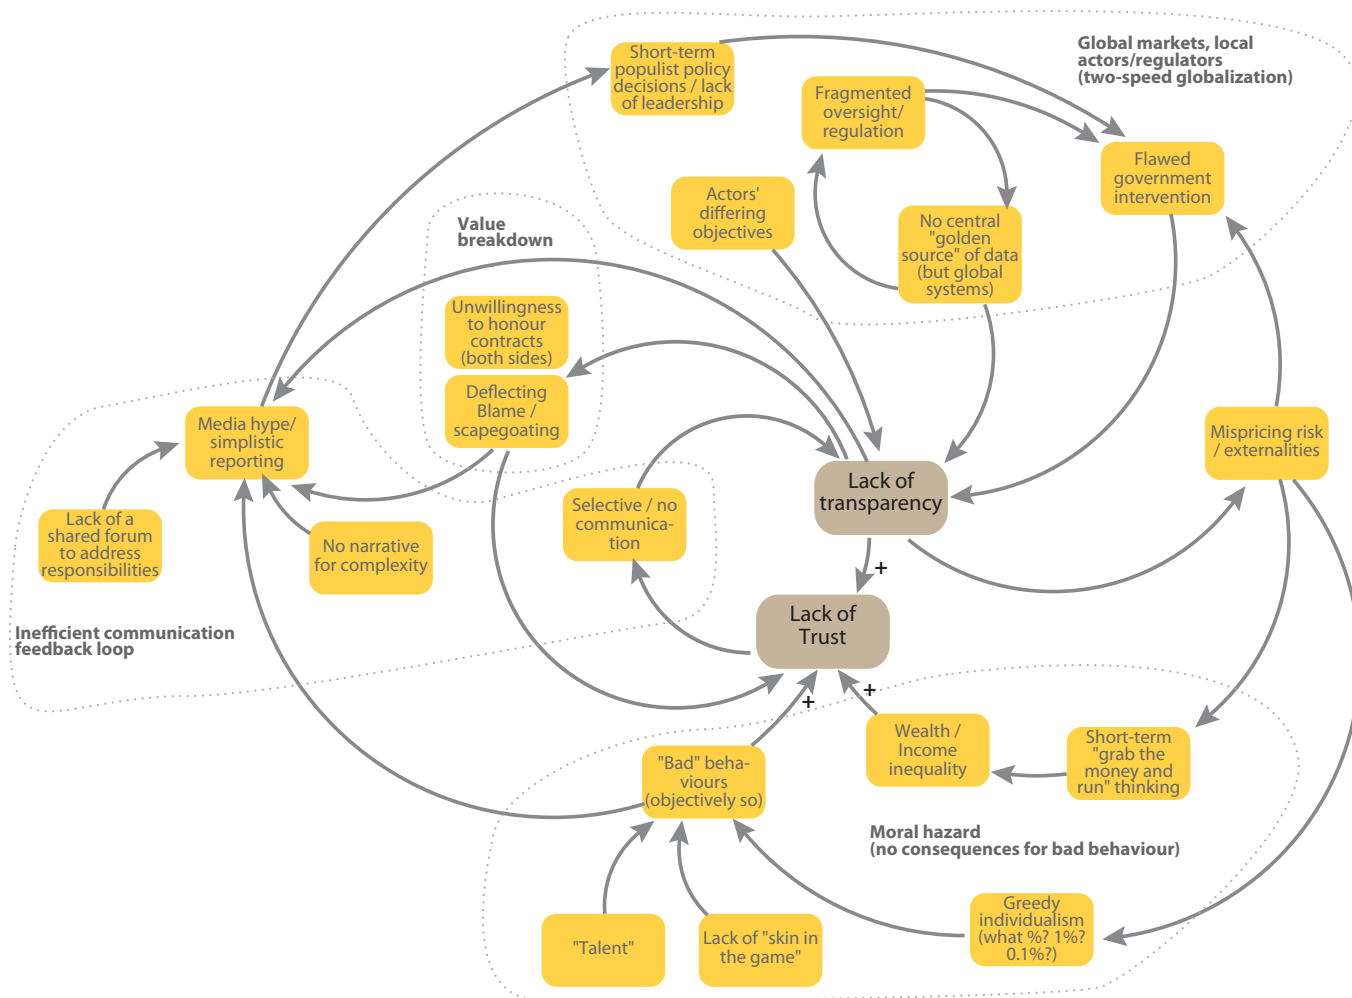 Short-term
populist policy
decisions / lack
of leadership
Global markets, local
actors/regulators
(two-speed globalization)
Fragmented
oversight/
regulation
Flawed
government
intervention
Actors'
differing
objectives
No central
"golden
source" of data
(but global
systems)
Value
breakdown
Unwillingness
to honour
contracts
(both sides)
Deflecting
Blame /
scapegoating
Media hype/
simplistic
reporting
Mispricing risk
/ externalities
Lack of
transparency
Selective / no
communica-
tion
Lack of a
shared forum
to address
responsibilities
No narrative
for complexity
+
Lack of
Trust
Inefficient communication
feedback loop
+
+
Wealth /
Income
inequality
Short-term
"grab the
money and
run" thinking
"Bad" beha-
viours
(objectively so)
Moral hazard
(no consequences for bad behaviour)
Greedy
individualism
(what %? 1%?
0.1%?)
"Talent"
Lack of "skin in
the game"